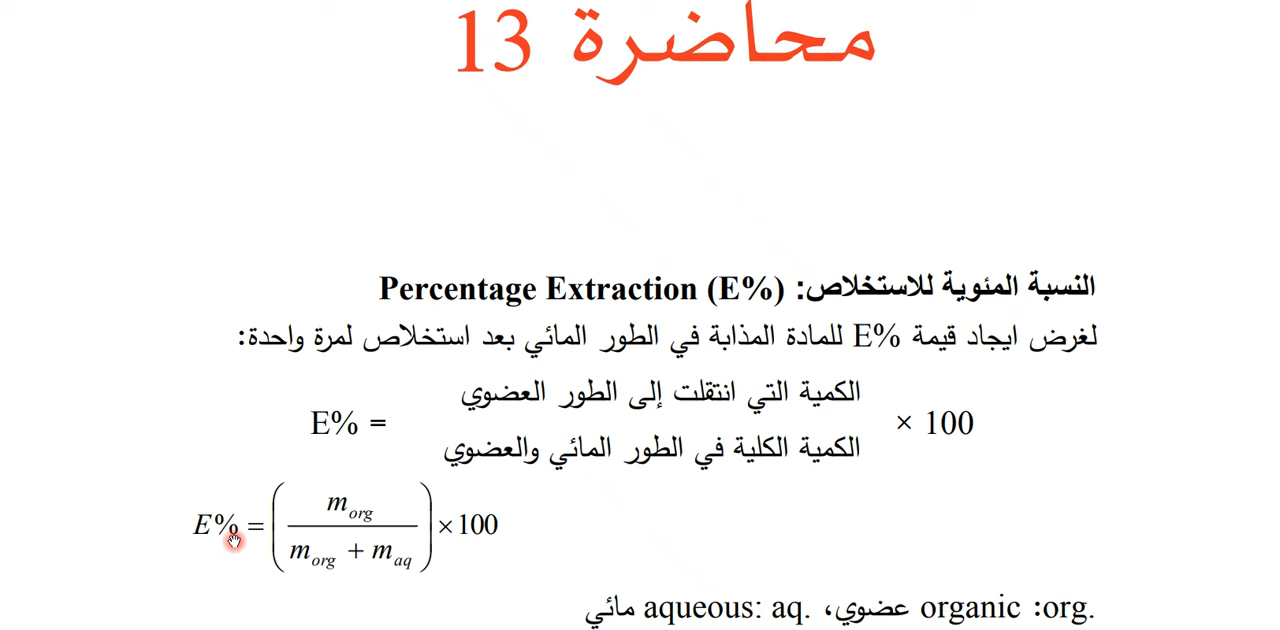 محاضرة 13
النسبة المئوية للاستخلاص: Percentage Extraction (E%)
لغرض ايجاد قيمة E% للمادة المذابة في الطور المائي بعد استخلاص لمرة واحدة:
الكمية التي انتقلت إلى الطور العضوي
E% = × 100
الكمية الكلية في الطور المائي والعضوي
E% = (m_org / (m_org + m_aq)) × 100
.org: organic عضوي، .aqueous: aq مائي